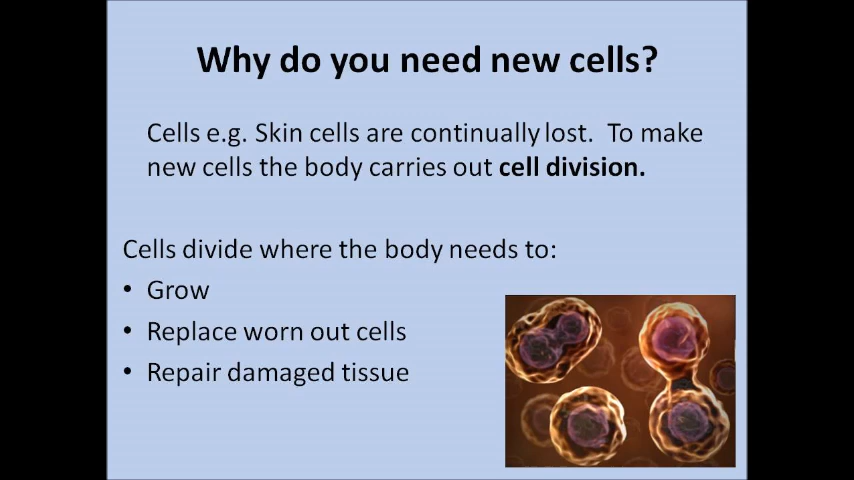 Why do you need new cells?
Cells e.g. Skin cells are continually lost.  To make
new cells the body carries out cell division.
Cells divide where the body needs to:
• Grow
• Replace worn out cells
• Repair damaged tissue